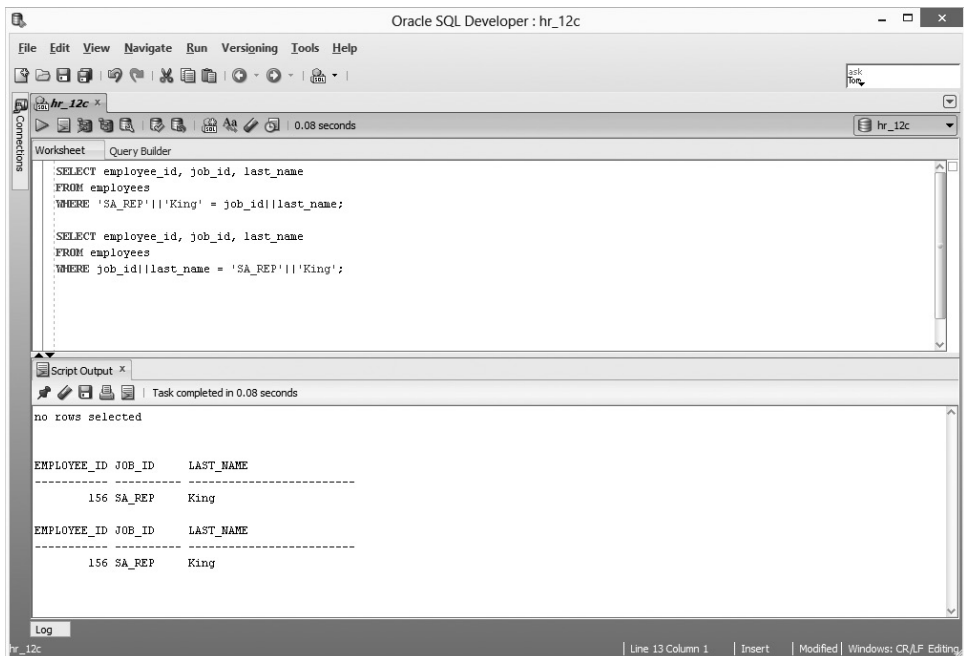 Oracle SQL Developer : hr_12c
File Edit View Navigate Run Versioning Tools Help
ask
Tom
hr_12c
Connections
SQL
0.08 seconds
hr_12c
Worksheet Query Builder
SELECT employee_id, job_id, last_name
FROM employees
WHERE 'SA_REP'||'King' = job_id||last_name;
SELECT employee_id, job_id, last_name
FROM employees
WHERE job_id||last_name = 'SA_REP'||'King';
Script Output
Task completed in 0.08 seconds
no rows selected
EMPLOYEE_ID JOB_ID     LAST_NAME
----------- ---------- -------------------------
        156 SA_REP     King
EMPLOYEE_ID JOB_ID     LAST_NAME
----------- ---------- -------------------------
        156 SA_REP     King
Log
hr_12c
Line 13 Column 1 | Insert | Modified | Windows: CR/LF Editing